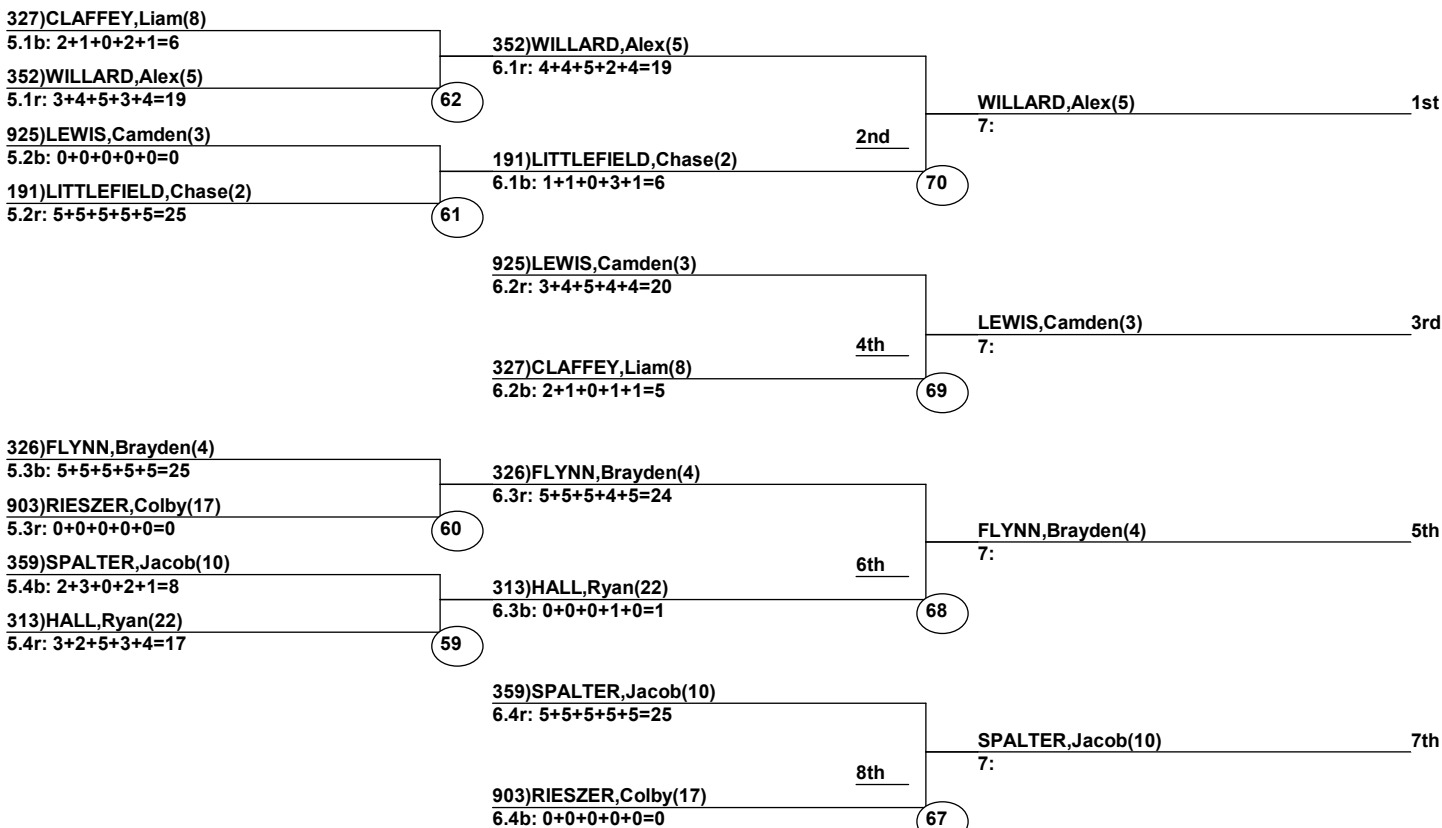 327)CLAFFEY,Liam(8)
5.1b: 2+1+0+2+1=6
352)WILLARD,Alex(5)
5.1r: 3+4+5+3+4=19
62
925)LEWIS,Camden(3)
5.2b: 0+0+0+0+0=0
191)LITTLEFIELD,Chase(2)
5.2r: 5+5+5+5+5=25
61
352)WILLARD,Alex(5)
6.1r: 4+4+5+2+4=19
191)LITTLEFIELD,Chase(2)
6.1b: 1+1+0+3+1=6
2nd
70
WILLARD,Alex(5)
7:
1st
925)LEWIS,Camden(3)
6.2r: 3+4+5+4+4=20
327)CLAFFEY,Liam(8)
6.2b: 2+1+0+1+1=5
4th
69
LEWIS,Camden(3)
7:
3rd
326)FLYNN,Brayden(4)
5.3b: 5+5+5+5+5=25
903)RIESZER,Colby(17)
5.3r: 0+0+0+0+0=0
60
359)SPALTER,Jacob(10)
5.4b: 2+3+0+2+1=8
313)HALL,Ryan(22)
5.4r: 3+2+5+3+4=17
59
326)FLYNN,Brayden(4)
6.3r: 5+5+5+4+5=24
313)HALL,Ryan(22)
6.3b: 0+0+0+1+0=1
6th
68
FLYNN,Brayden(4)
7:
5th
359)SPALTER,Jacob(10)
6.4r: 5+5+5+5+5=25
903)RIESZER,Colby(17)
6.4b: 0+0+0+0+0=0
8th
67
SPALTER,Jacob(10)
7:
7th